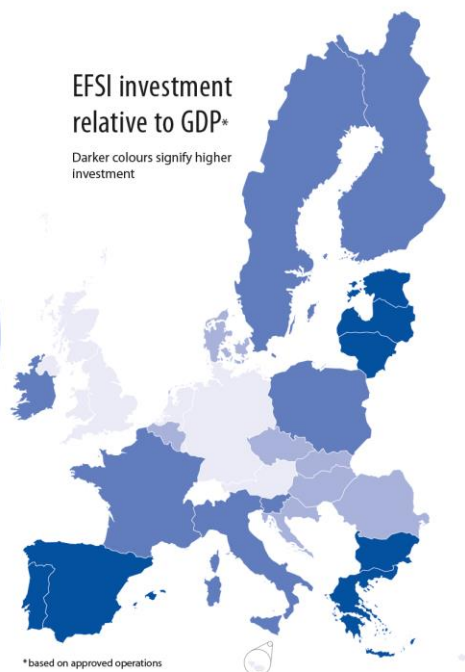 EFSI investment
relative to GDP*
Darker colours signify higher
investment
* based on approved operations